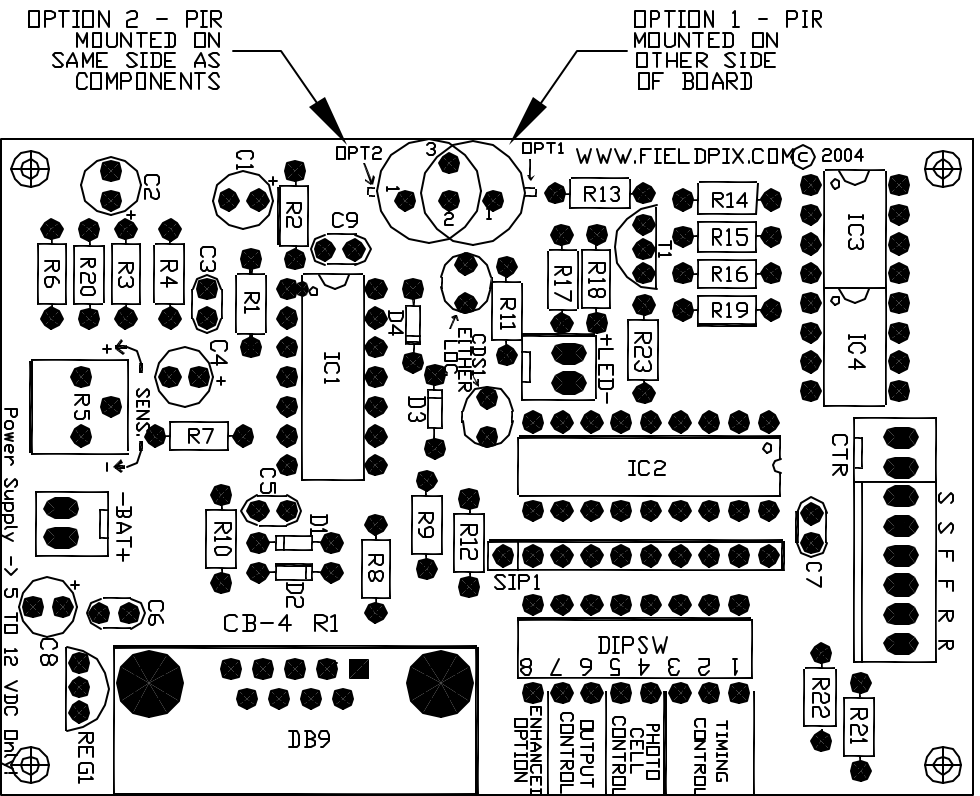 OPTION 2 - PIR
MOUNTED ON
SAME SIDE AS
COMPONENTS
OPTION 1 - PIR
MOUNTED ON
OTHER SIDE
OF BOARD
OPT2
3
OPT1
WWW.FIELDPIX.COM© 2004
1
2
1
C2
+
C1
+
R2
C9
R13
R14
R15
R16
R19
T1
IC3
IC4
R6
R20
R3
R4
C3
R1
IC1
D4
R11
R17
R18
R23
EITHER
LOC
CDS1
+LED-
+
SENS.
-
R5
C4
+
R7
D3
IC2
CTR
-BAT+
C5
R10
D1
D2
R8
R9
R12
SIP1
C7
S
S
F
F
R
R
Power Supply -> 5 TO 12 VDC Only!
+
C8
C6
CB-4 R1
REG1
DB9
DIPSW
8 7 6 5 4 3 2 1
ENHANCED
OPTION
OUTPUT
CONTROL
PHOTO
CELL
CONTROL
TIMING
CONTROL
R22
R21